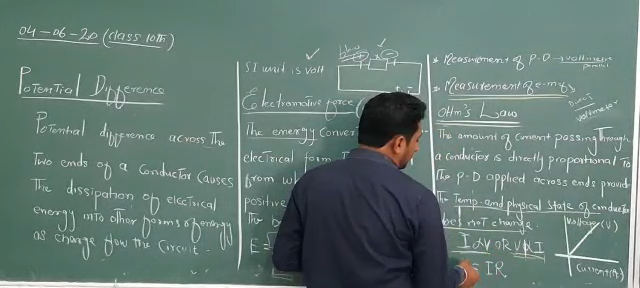 04-06-20 (class 10th)
Potential Difference
Potential difference across The
Two ends of a conductor causes
The dissipation of electrical
energy into other forms of energy
as charge flow the circuit.
SI unit is volt
Electromotive force
The energy conver
electrical form
from
positive
The
E =
* Measurement of P.D → voltmeter
parallel
* Measurement of e.m.f
Direct
voltmeter
OHm's Law
The amount of current passing Through
a conductor is directly proportional To
The P.D applied across ends provid
The Temp. and physical state of conductor
not change.
I α V or V α I
= IR
Voltage (V)
Current